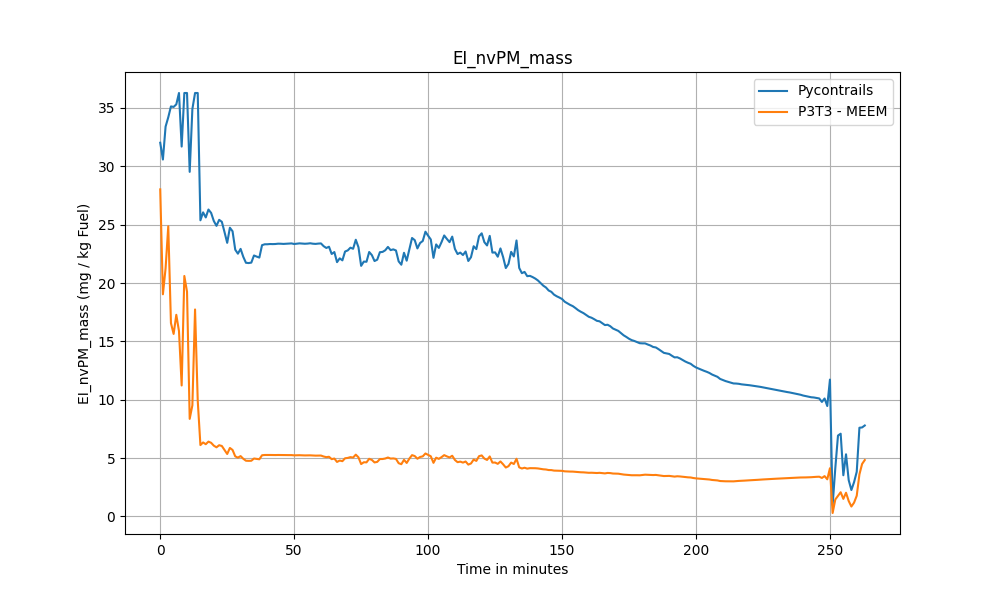 EI_nvPM_mass
Pycontrails
P3T3 - MEEM
EI_nvPM_mass (mg / kg Fuel)
35
30
25
20
15
10
5
0
0 50 100 150 200 250
Time in minutes